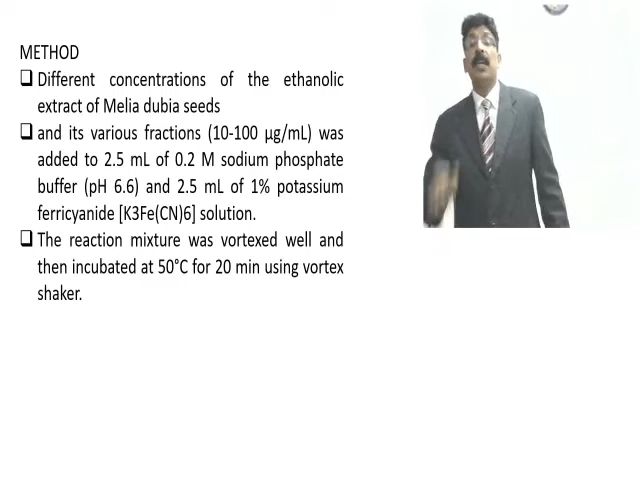 METHOD
❑ Different concentrations of the ethanolic
extract of Melia dubia seeds
❑ and its various fractions (10-100 µg/mL) was
added to 2.5 mL of 0.2 M sodium phosphate
buffer (pH 6.6) and 2.5 mL of 1% potassium
ferricyanide [K3Fe(CN)6] solution.
❑ The reaction mixture was vortexed well and
then incubated at 50°C for 20 min using vortex
shaker.